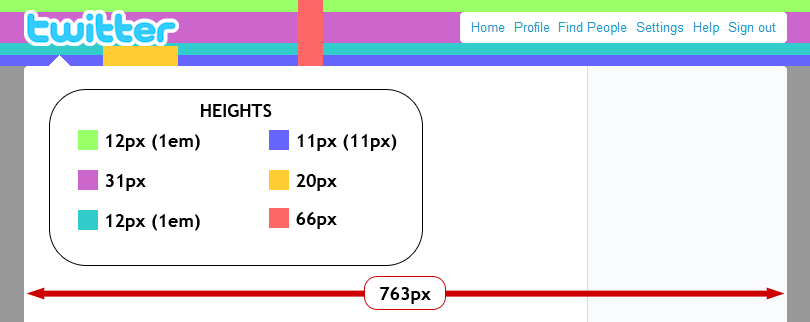 twitter
Home Profile Find People Settings Help Sign out
HEIGHTS
12px (1em) 11px (11px)
31px 20px
12px (1em) 66px
763px